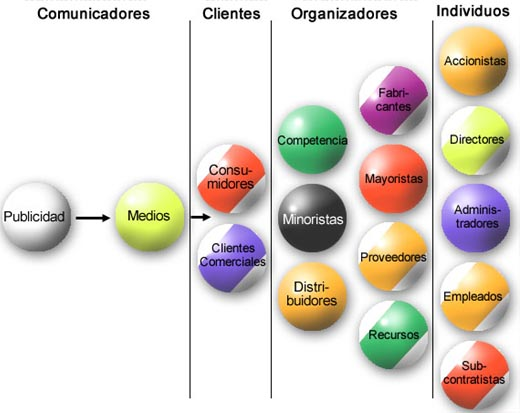 Comunicadores
Clientes
Organizadores
Individuos
Publicidad
Medios
Consu-
midores
Clientes
Comerciales
Competencia
Minoristas
Distri-
buidores
Fabri-
cantes
Mayoristas
Proveedores
Recursos
Accionistas
Directores
Adminis-
tradores
Empleados
Sub-
contratistas